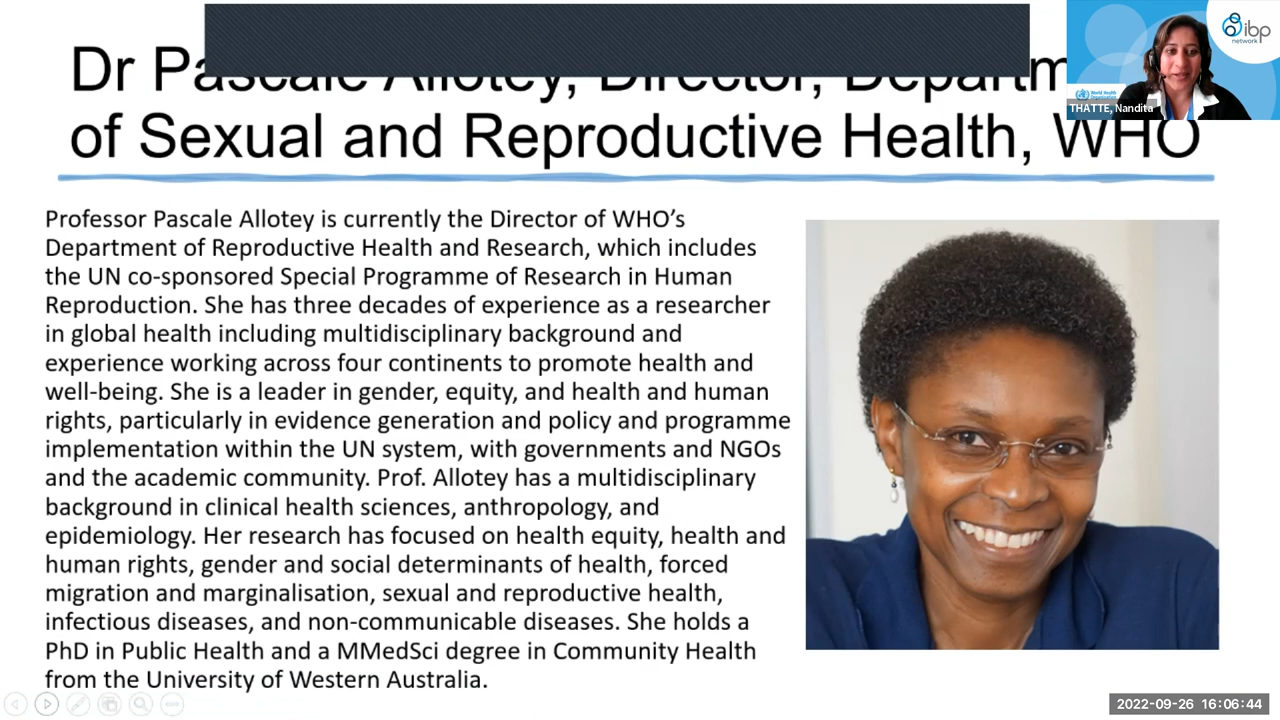 Dr Pascale Allotey, Director, Departm
of Sexual and Reproductive Health, WHO
ibp
network
World Health
Organization
THATTE, Nandita
Professor Pascale Allotey is currently the Director of WHO’s
Department of Reproductive Health and Research, which includes
the UN co-sponsored Special Programme of Research in Human
Reproduction. She has three decades of experience as a researcher
in global health including multidisciplinary background and
experience working across four continents to promote health and
well-being. She is a leader in gender, equity, and health and human
rights, particularly in evidence generation and policy and programme
implementation within the UN system, with governments and NGOs
and the academic community. Prof. Allotey has a multidisciplinary
background in clinical health sciences, anthropology, and
epidemiology. Her research has focused on health equity, health and
human rights, gender and social determinants of health, forced
migration and marginalisation, sexual and reproductive health,
infectious diseases, and non-communicable diseases. She holds a
PhD in Public Health and a MMedSci degree in Community Health
from the University of Western Australia.
2022-09-26 16:06:44